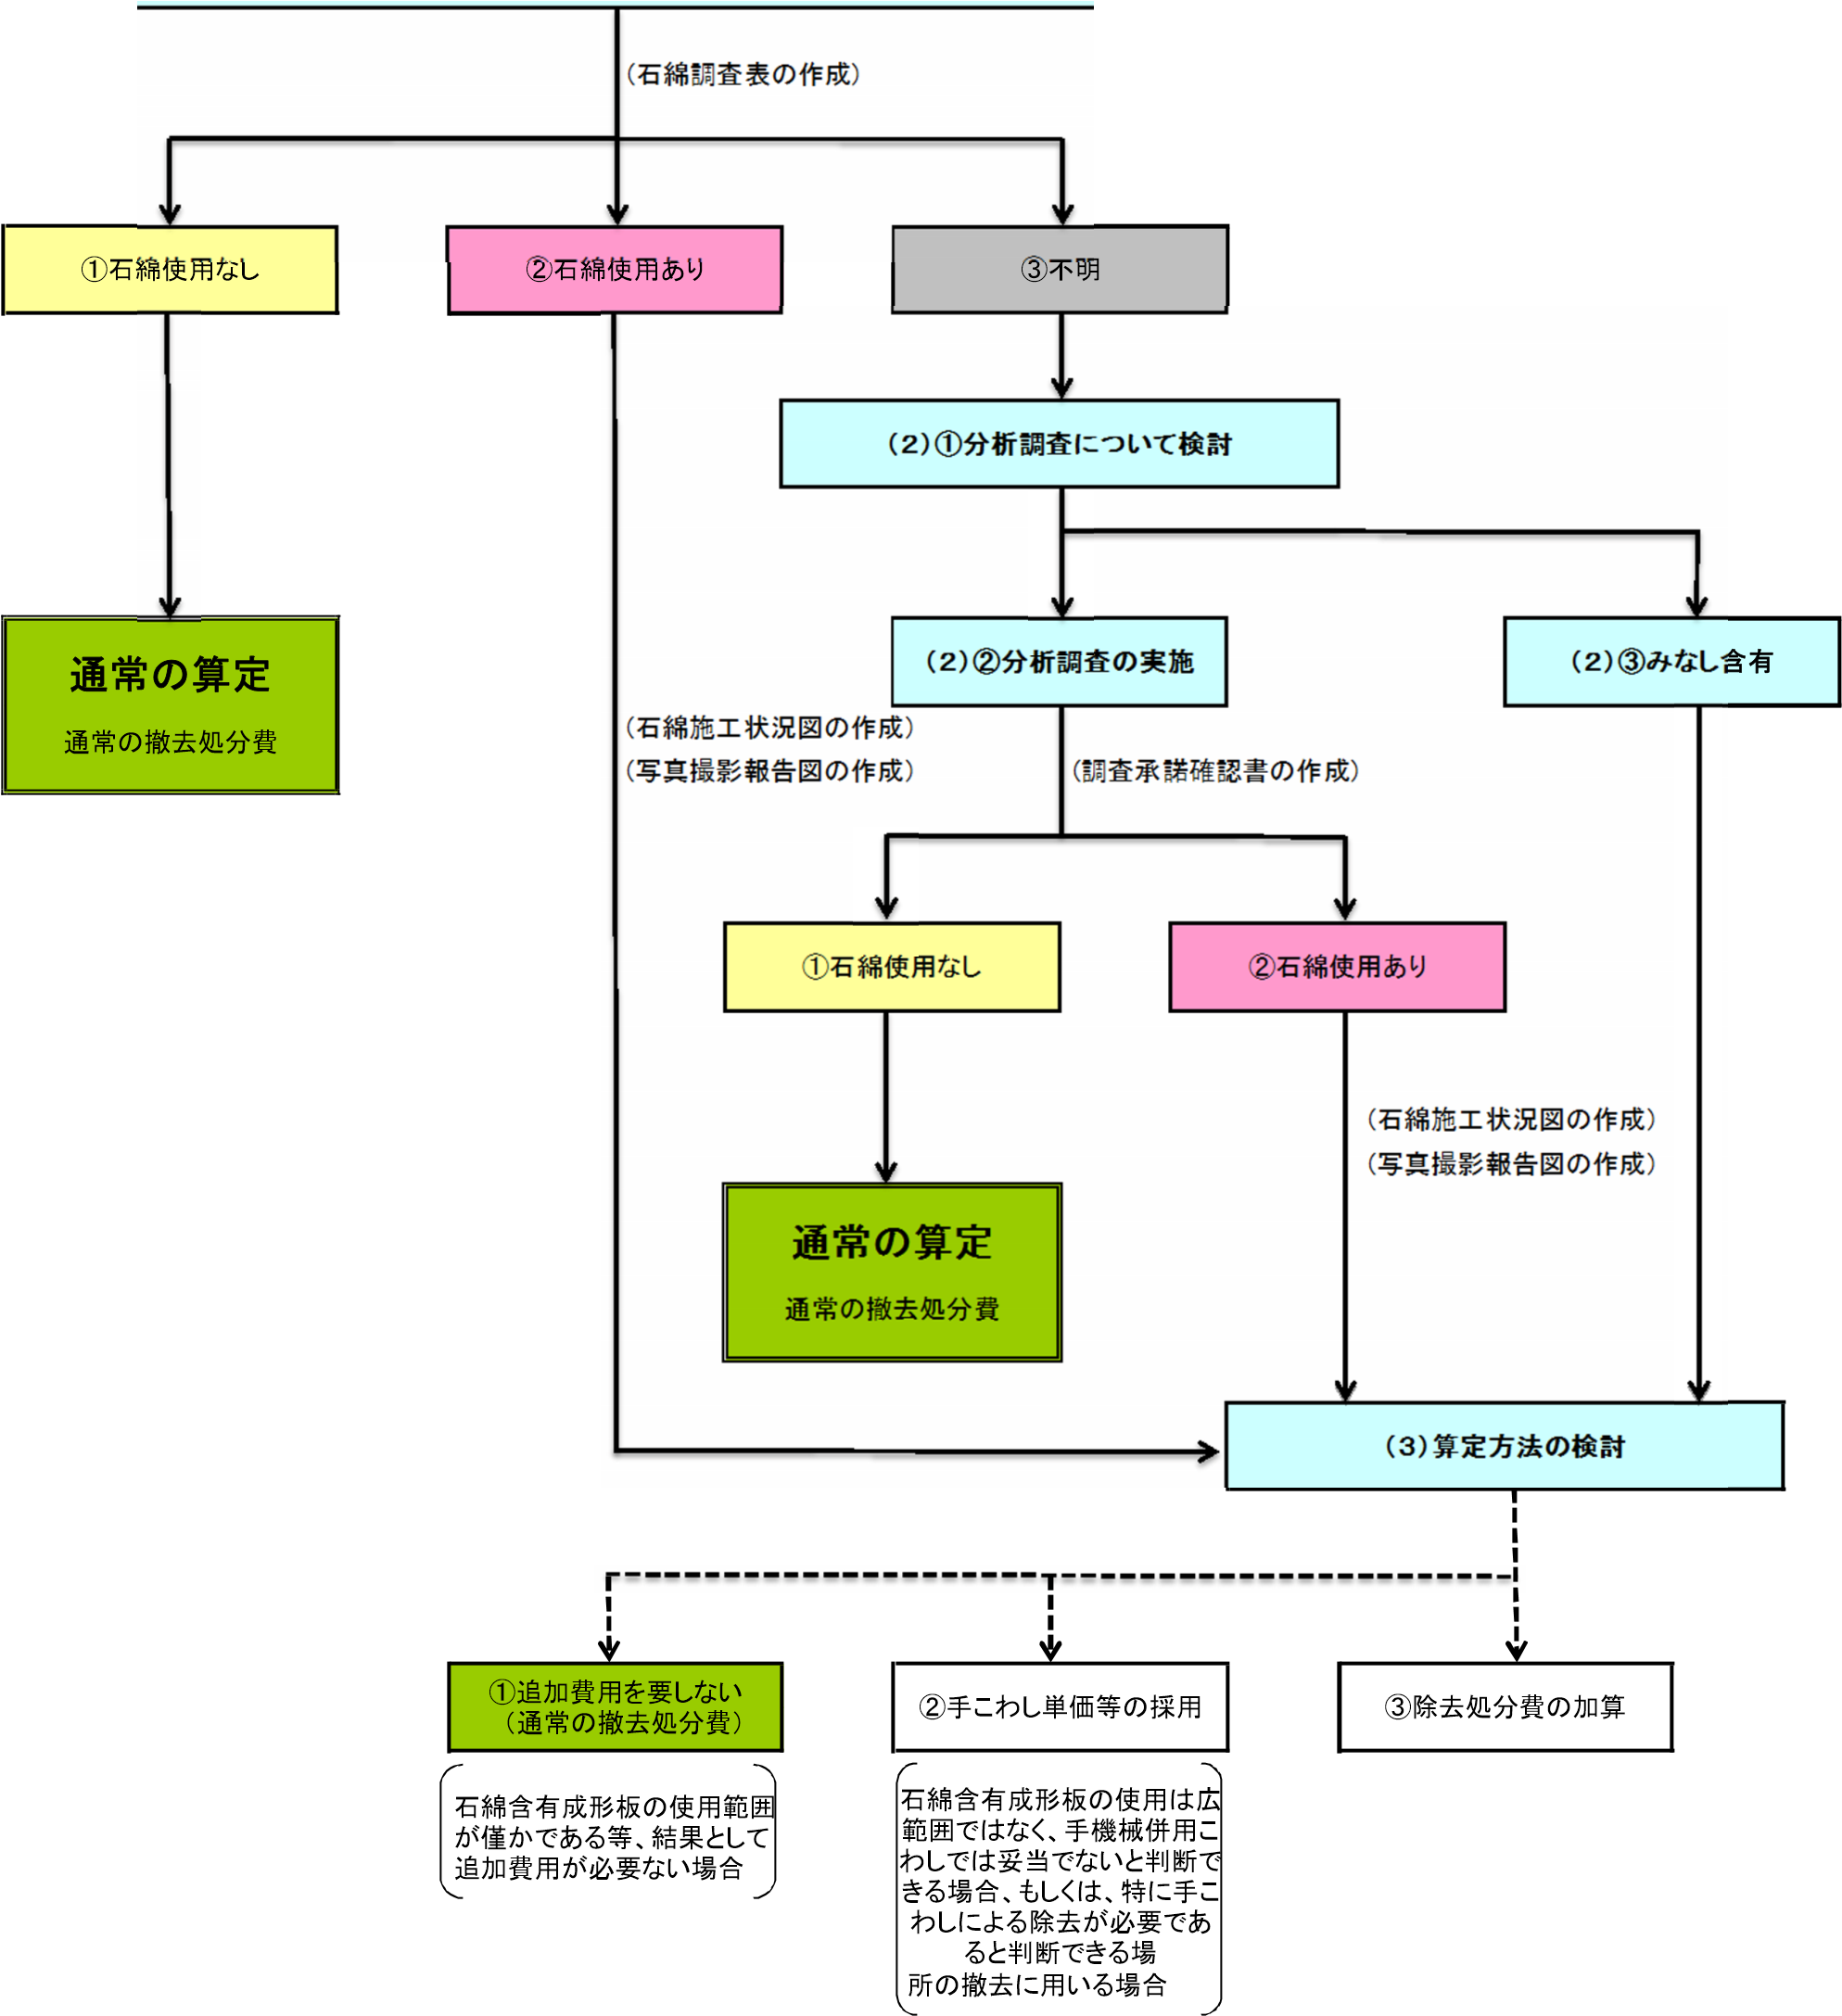 （石綿調査表の作成）
①石綿使用なし
②石綿使用あり
③不明
（２）①分析調査について検討
通常の算定
通常の撤去処分費
（２）②分析調査の実施
（２）③みなし含有
（石綿施工状況図の作成）
（写真撮影報告図の作成）
（調査承諾確認書の作成）
①石綿使用なし
②石綿使用あり
（石綿施工状況図の作成）
（写真撮影報告図の作成）
通常の算定
通常の撤去処分費
（３）算定方法の検討
①追加費用を要しない
（通常の撤去処分費）
②手こわし単価等の採用
③除去処分費の加算
石綿含有成形板の使用範囲
が僅かである等、結果として
追加費用が必要ない場合
石綿含有成形板の使用は広
範囲ではなく、手機械併用こ
わしでは妥当でないと判断で
きる場合、もしくは、特に手こ
わしによる除去が必要であ
ると判断できる場
所の撤去に用いる場合